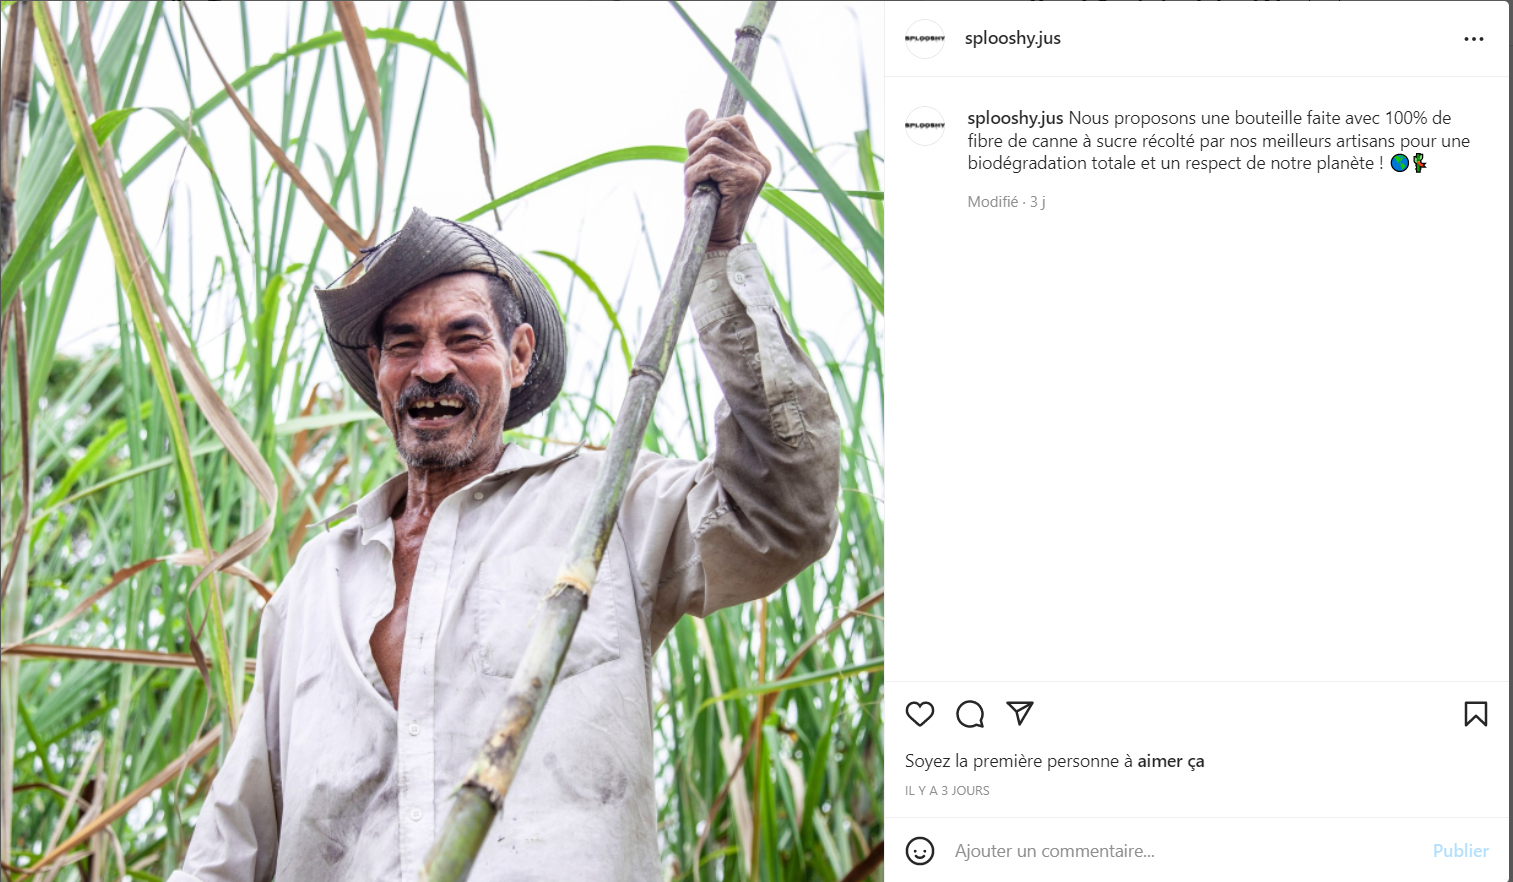 SPLOOSHY
splooshy.jus
SPLOOSHY
splooshy.jus Nous proposons une bouteille faite avec 100% de
fibre de canne à sucre récolté par nos meilleurs artisans pour une
biodégradation totale et un respect de notre planète ! 🌍
Modifié · 3 j
Soyez la première personne à aimer ça
IL Y A 3 JOURS
Ajouter un commentaire...
Publier